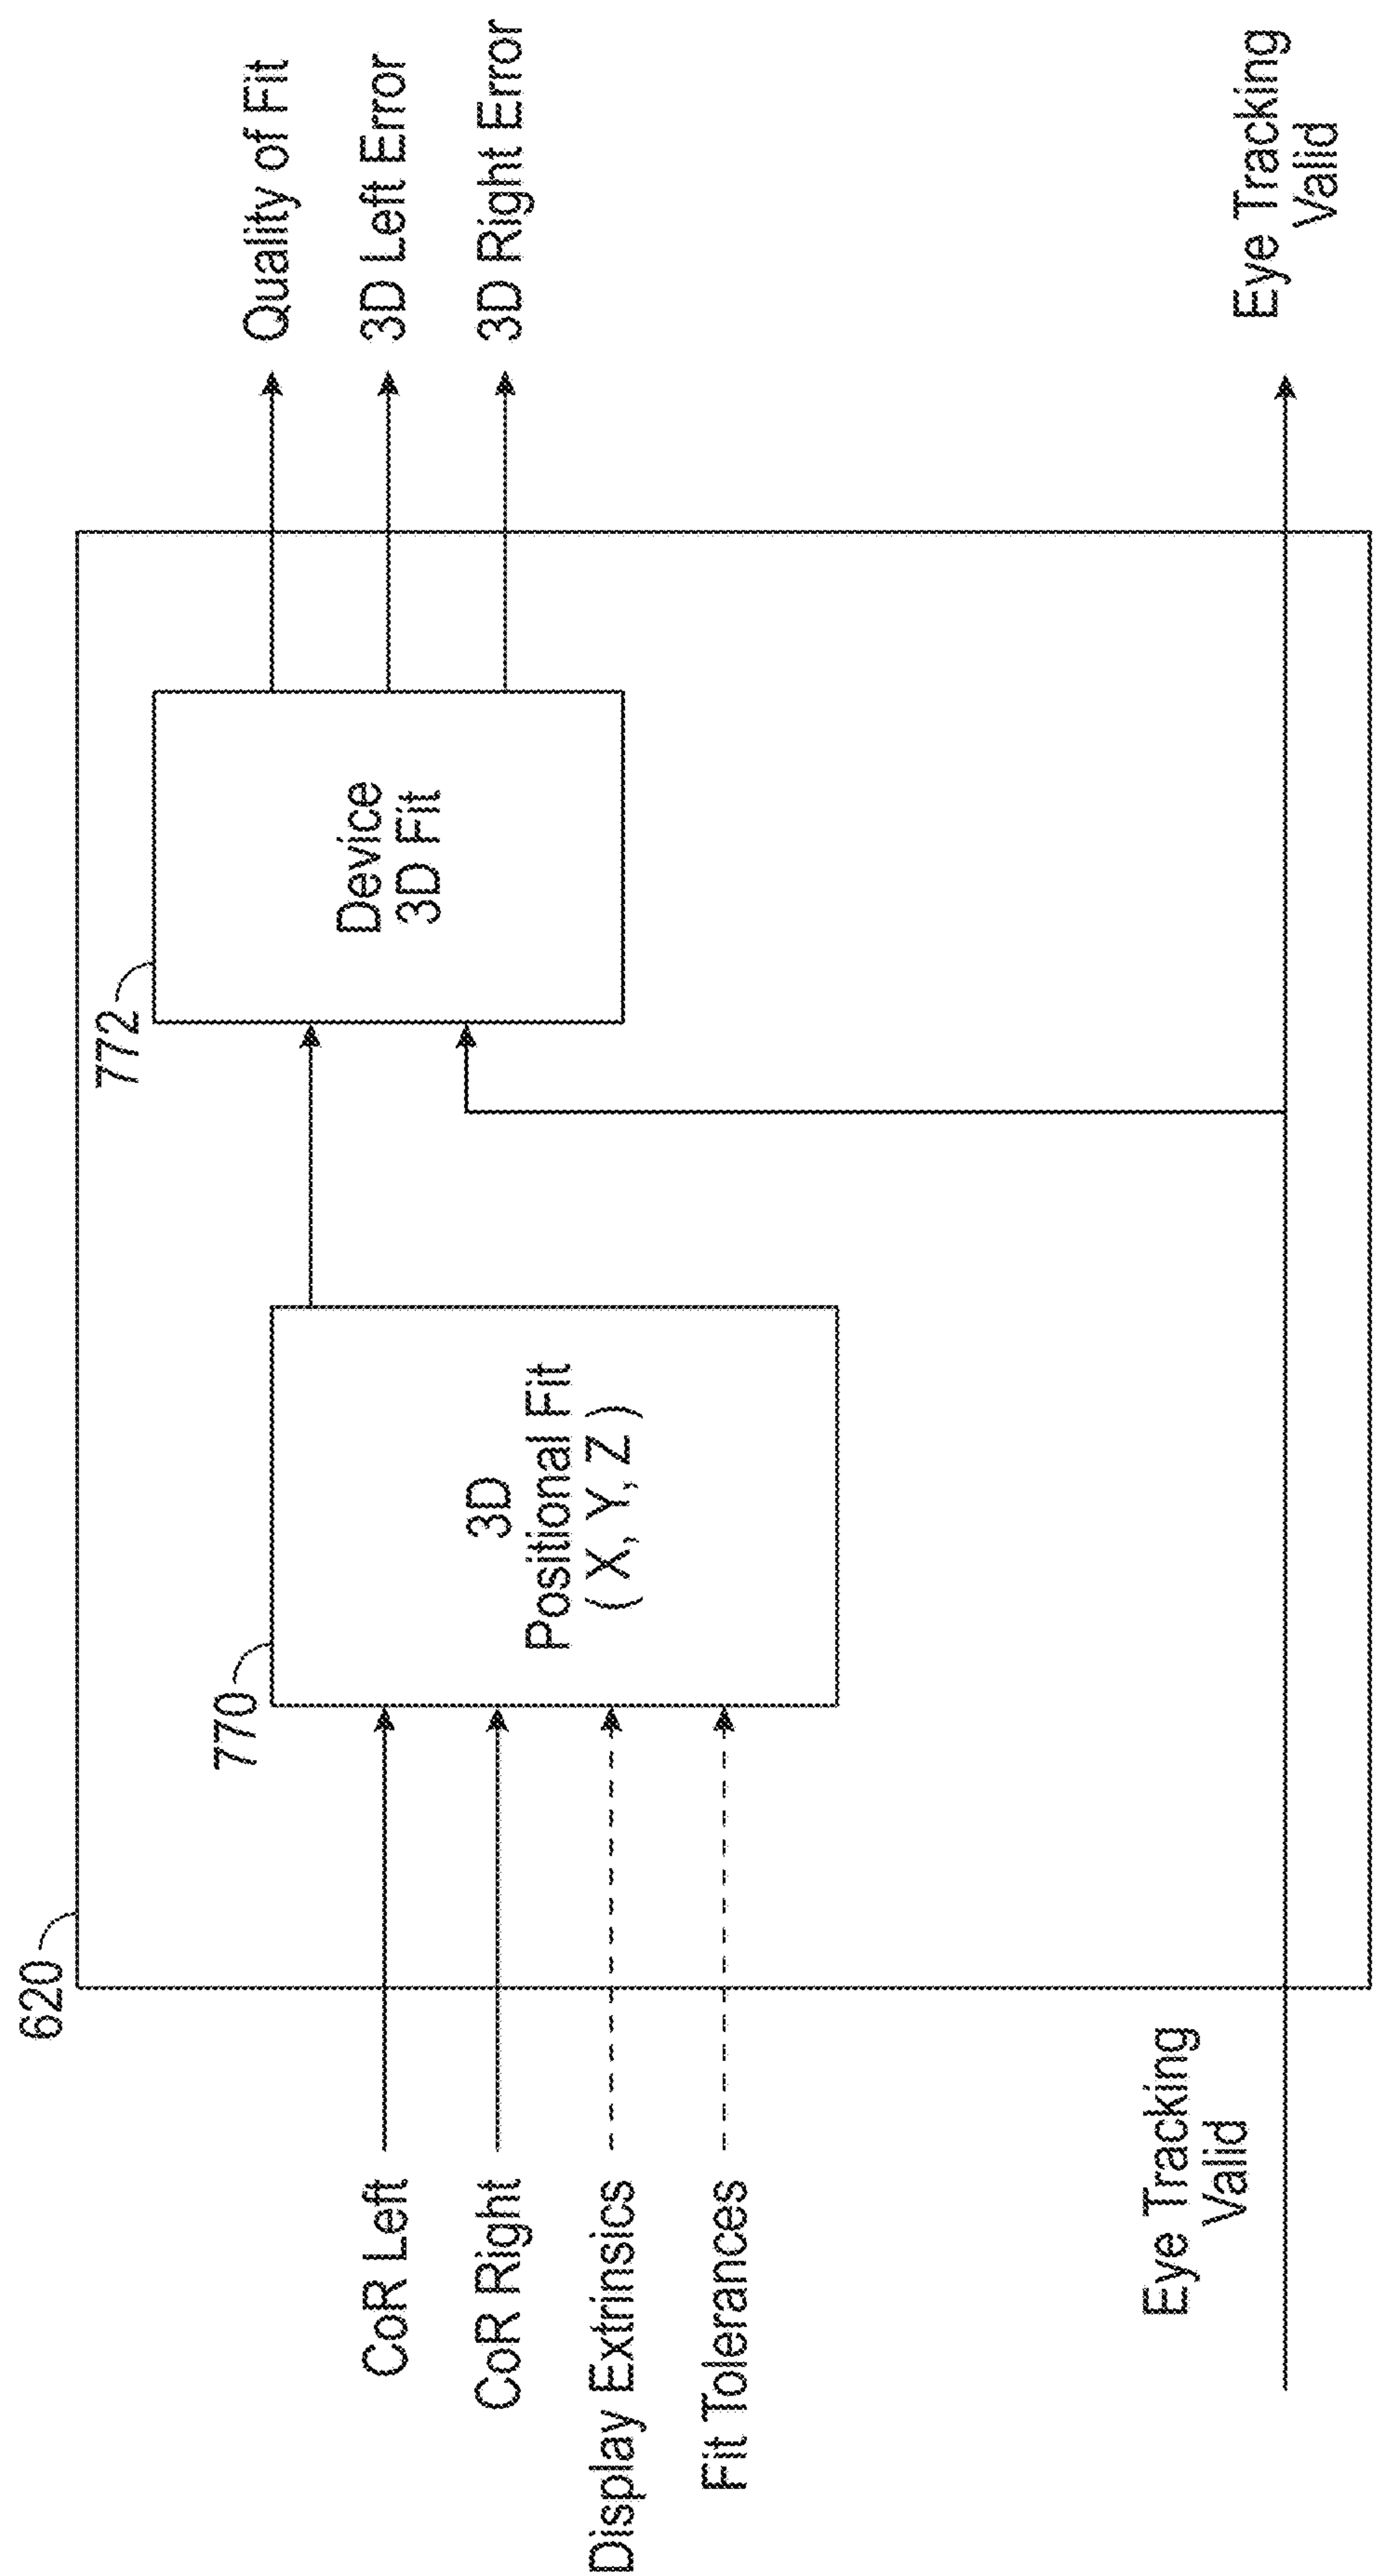 620
CoR Left
CoR Right
Display Extrinsics
Fit Tolerances
Eye Tracking
Valid
770
3D
Positional Fit
( X, Y, Z )
772
Device
3D Fit
Quality of Fit
3D Left Error
3D Right Error
Eye Tracking
Valid